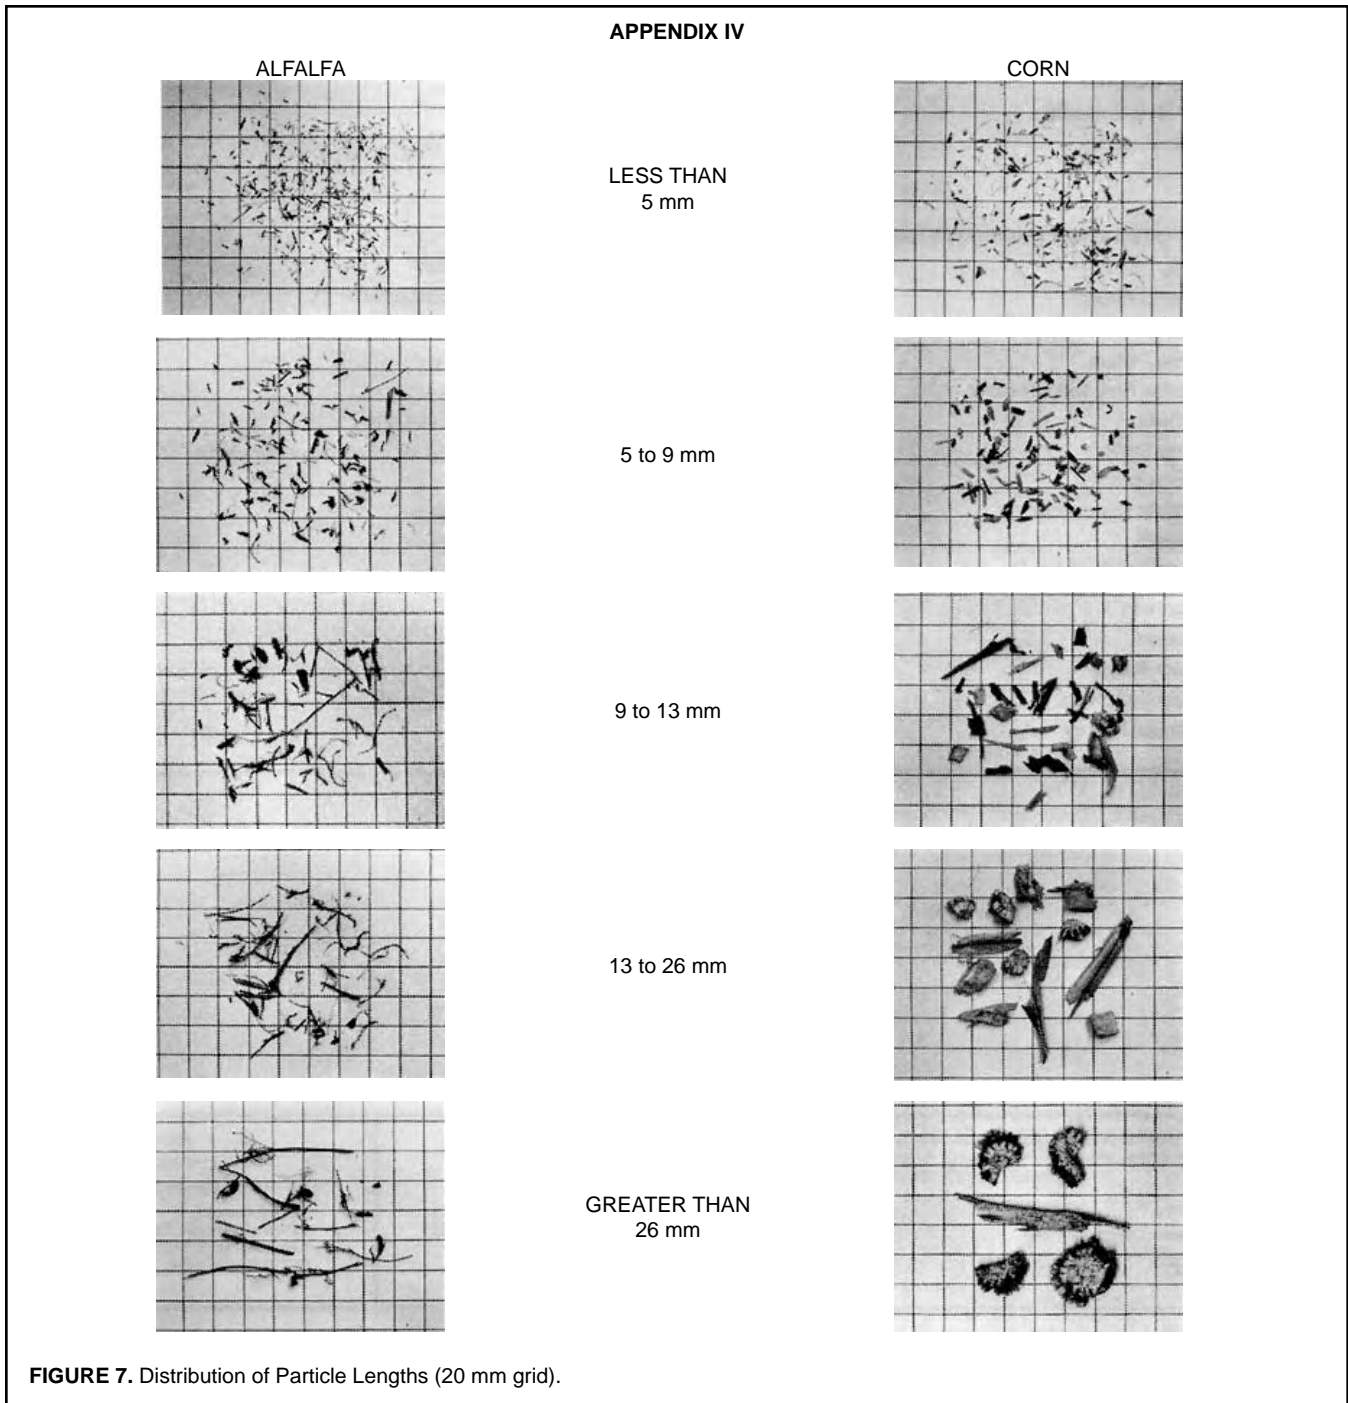 APPENDIX IV
ALFALFA
CORN
LESS THAN
5 mm
5 to 9 mm
9 to 13 mm
13 to 26 mm
GREATER THAN
26 mm
FIGURE 7. Distribution of Particle Lengths (20 mm grid).